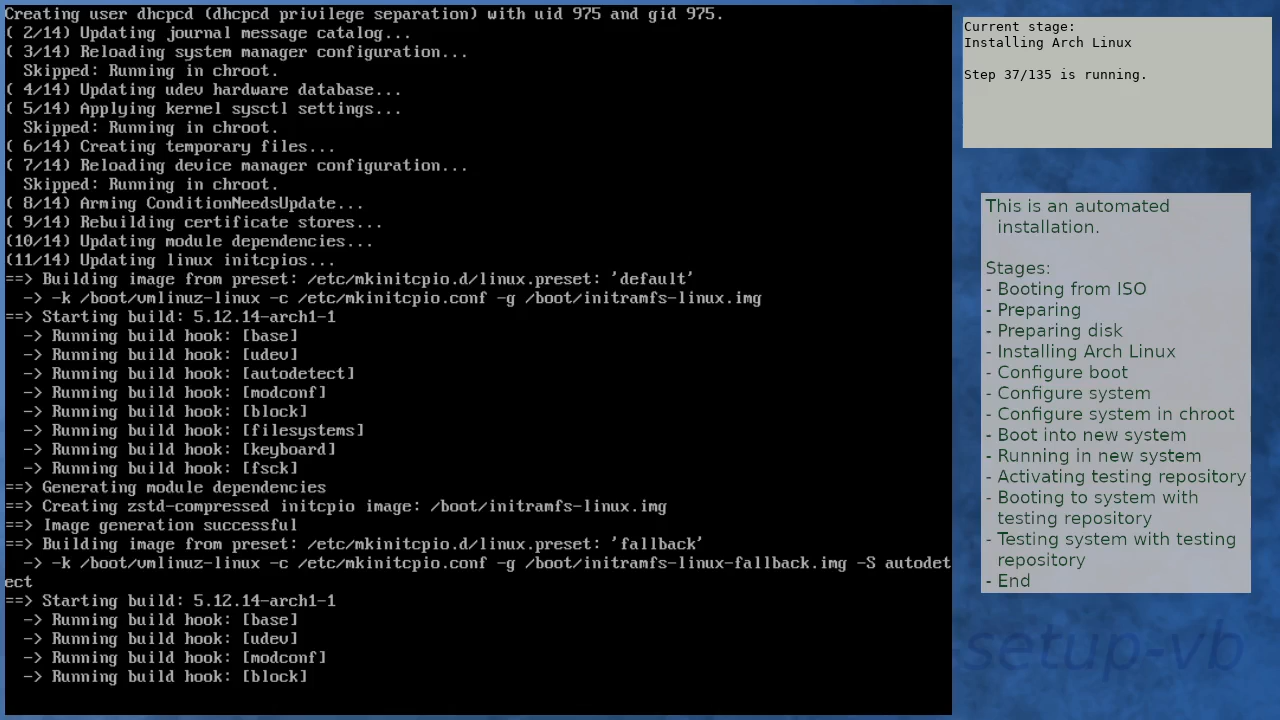 Creating user dhcpcd (dhcpcd privilege separation) with uid 975 and gid 975.
( 2/14) Updating journal message catalog...
( 3/14) Reloading system manager configuration...
  Skipped: Running in chroot.
( 4/14) Updating udev hardware database...
( 5/14) Applying kernel sysctl settings...
  Skipped: Running in chroot.
( 6/14) Creating temporary files...
( 7/14) Reloading device manager configuration...
  Skipped: Running in chroot.
( 8/14) Arming ConditionNeedsUpdate...
( 9/14) Rebuilding certificate stores...
(10/14) Updating module dependencies...
(11/14) Updating linux initcpios...
==> Building image from preset: /etc/mkinitcpio.d/linux.preset: 'default'
  -> -k /boot/vmlinuz-linux -c /etc/mkinitcpio.conf -g /boot/initramfs-linux.img
==> Starting build: 5.12.14-arch1-1
  -> Running build hook: [base]
  -> Running build hook: [udev]
  -> Running build hook: [autodetect]
  -> Running build hook: [modconf]
  -> Running build hook: [block]
  -> Running build hook: [filesystems]
  -> Running build hook: [keyboard]
  -> Running build hook: [fsck]
==> Generating module dependencies
==> Creating zstd-compressed initcpio image: /boot/initramfs-linux.img
==> Image generation successful
==> Building image from preset: /etc/mkinitcpio.d/linux.preset: 'fallback'
  -> -k /boot/vmlinuz-linux -c /etc/mkinitcpio.conf -g /boot/initramfs-linux-fallback.img -S autodet
ect
==> Starting build: 5.12.14-arch1-1
  -> Running build hook: [base]
  -> Running build hook: [udev]
  -> Running build hook: [modconf]
  -> Running build hook: [block]
Current stage:
Installing Arch Linux
Step 37/135 is running.
This is an automated
installation.
Stages:
- Booting from ISO
- Preparing
- Preparing disk
- Installing Arch Linux
- Configure boot
- Configure system
- Configure system in chroot
- Boot into new system
- Running in new system
- Activating testing repository
- Booting to system with
testing repository
- Testing system with testing
repository
- End
-setup-vb